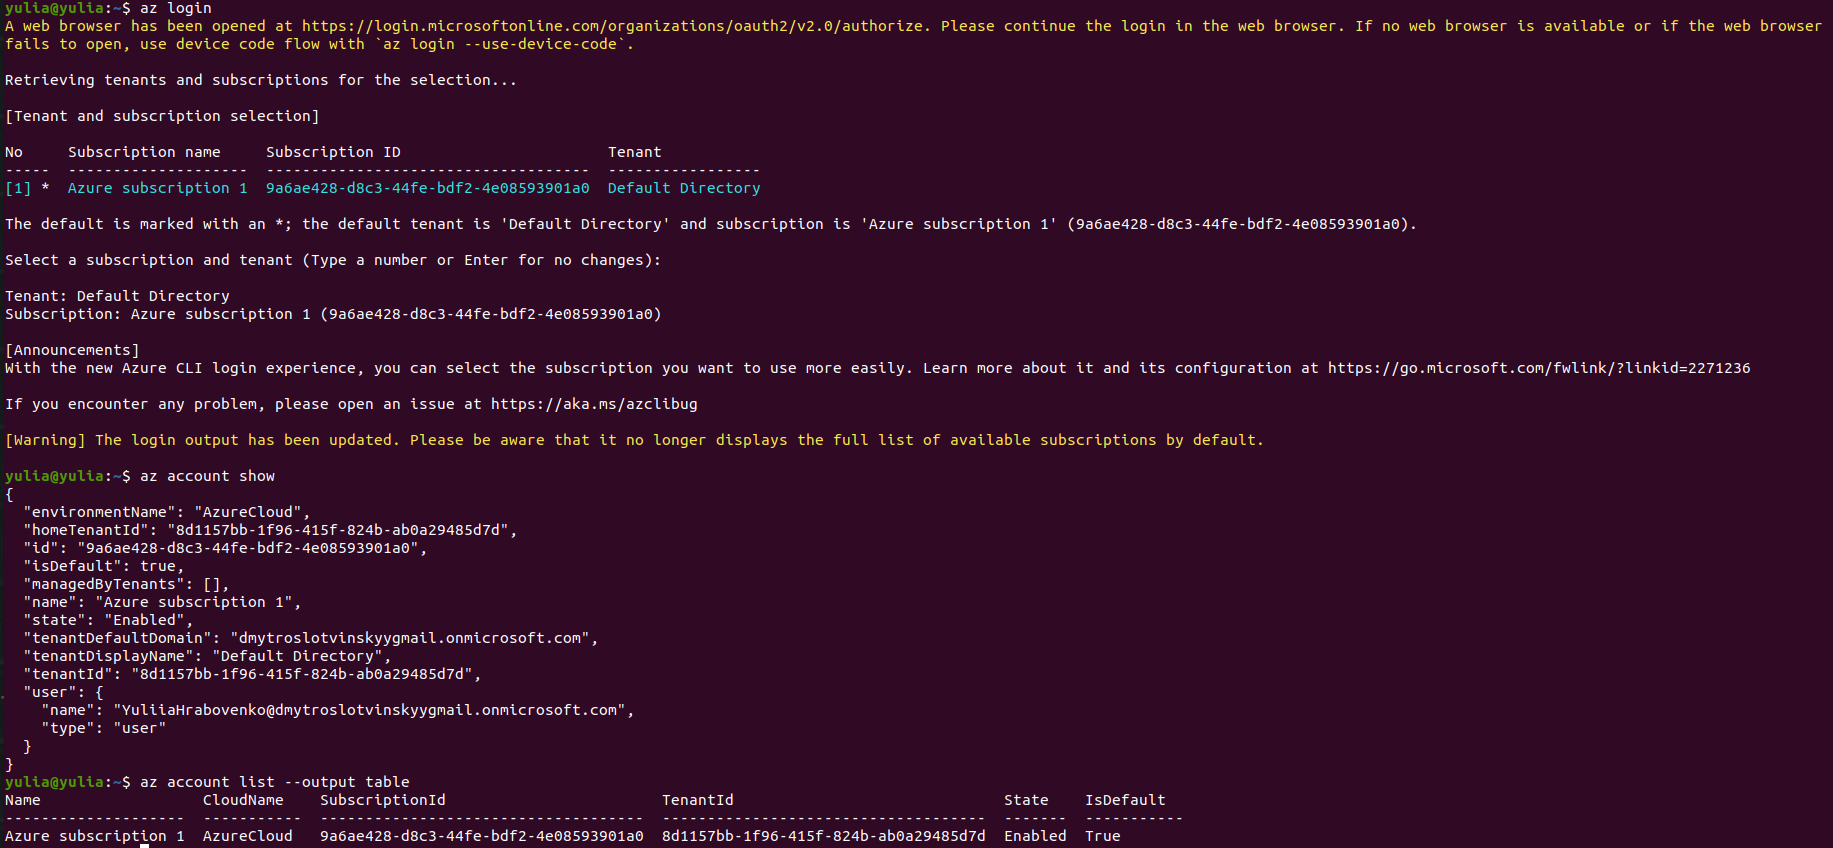 yulia@yulia:~$ az login
A web browser has been opened at https://login.microsoftonline.com/organizations/oauth2/v2.0/authorize. Please continue the login in the web browser. If no web browser is available or if the web browser
fails to open, use device code flow with `az login --use-device-code`.
Retrieving tenants and subscriptions for the selection...
[Tenant and subscription selection]
No     Subscription name     Subscription ID                       Tenant
-----  --------------------  ------------------------------------  -----------------
[1] *  Azure subscription 1  9a6ae428-d8c3-44fe-bdf2-4e08593901a0  Default Directory
The default is marked with an *; the default tenant is 'Default Directory' and subscription is 'Azure subscription 1' (9a6ae428-d8c3-44fe-bdf2-4e08593901a0).
Select a subscription and tenant (Type a number or Enter for no changes):
Tenant: Default Directory
Subscription: Azure subscription 1 (9a6ae428-d8c3-44fe-bdf2-4e08593901a0)
[Announcements]
With the new Azure CLI login experience, you can select the subscription you want to use more easily. Learn more about it and its configuration at https://go.microsoft.com/fwlink/?linkid=2271236
If you encounter any problem, please open an issue at https://aka.ms/azclibug
[Warning] The login output has been updated. Please be aware that it no longer displays the full list of available subscriptions by default.
yulia@yulia:~$ az account show
{
  "environmentName": "AzureCloud",
  "homeTenantId": "8d1157bb-1f96-415f-824b-ab0a29485d7d",
  "id": "9a6ae428-d8c3-44fe-bdf2-4e08593901a0",
  "isDefault": true,
  "managedByTenants": [],
  "name": "Azure subscription 1",
  "state": "Enabled",
  "tenantDefaultDomain": "dmytroslotvinskyygmail.onmicrosoft.com",
  "tenantDisplayName": "Default Directory",
  "tenantId": "8d1157bb-1f96-415f-824b-ab0a29485d7d",
  "user": {
    "name": "YuliiaHrabovenko@dmytroslotvinskyygmail.onmicrosoft.com",
    "type": "user"
  }
}
yulia@yulia:~$ az account list --output table
Name                  CloudName    SubscriptionId                        TenantId                              State    IsDefault
--------------------  -----------  ------------------------------------  ------------------------------------  -------  -----------
Azure subscription 1  AzureCloud   9a6ae428-d8c3-44fe-bdf2-4e08593901a0  8d1157bb-1f96-415f-824b-ab0a29485d7d  Enabled  True